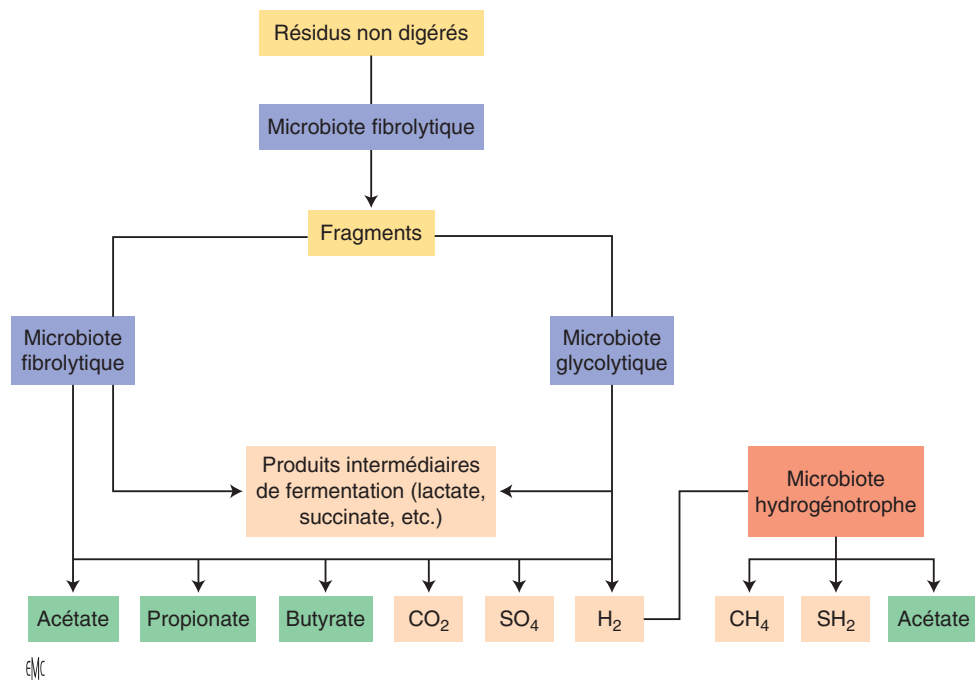 Résidus non digérés
Microbiote fibrolytique
Fragments
Microbiote
fibrolytique
Microbiote
glycolytique
Produits intermédiaires
de fermentation (lactate,
succinate, etc.)
Microbiote
hydrogénotrophe
Acétate
Propionate
Butyrate
CO₂
SO₄
H₂
CH₄
SH₂
Acétate
EMC